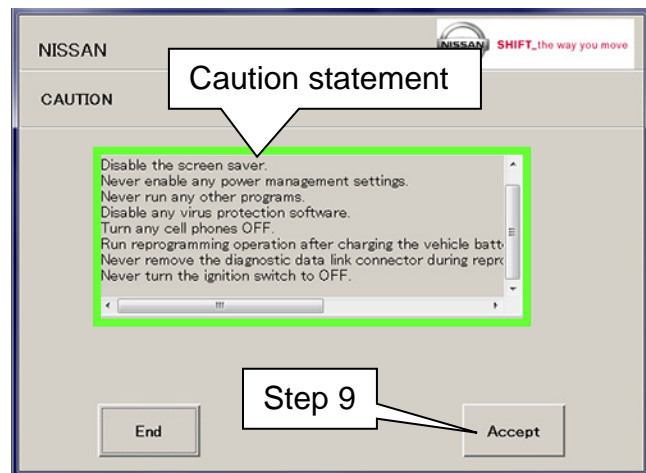 NISSAN
NISSAN SHIFT_the way you move
Caution statement
CAUTION
Disable the screen saver.
Never enable any power management settings.
Never run any other programs.
Disable any virus protection software.
Turn any cell phones OFF.
Run reprogramming operation after charging the vehicle batt
Never remove the diagnostic data link connector during repro
Never turn the ignition switch to OFF.
Step 9
End
Accept